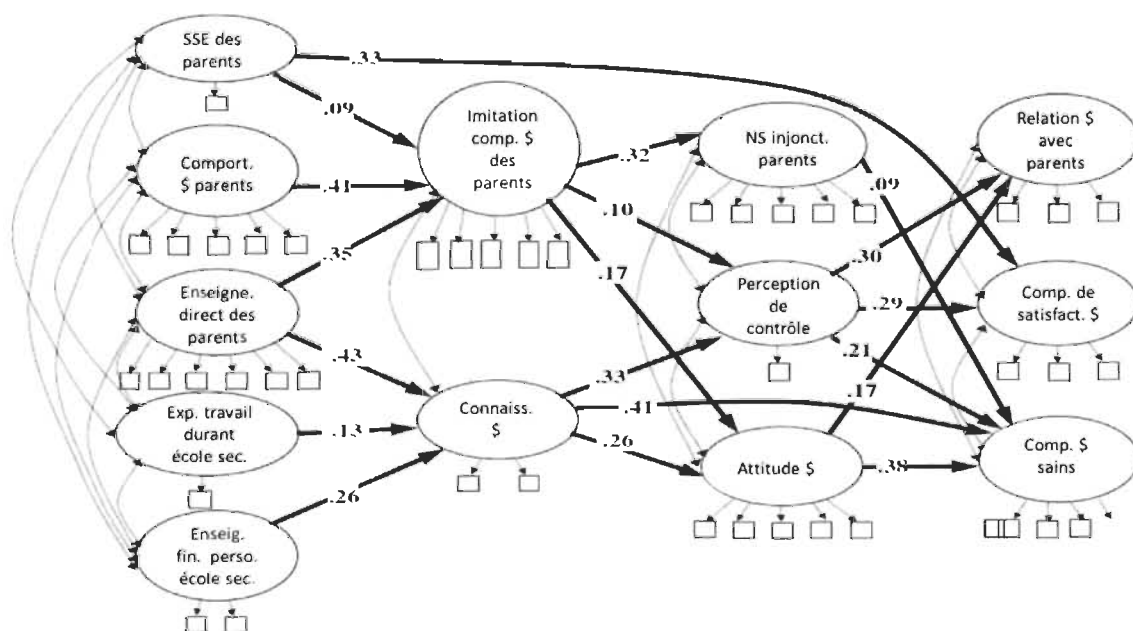 SSE des
parents
.33
.09
Imitation
comp. $
des
parents
Comport.
$ parents
.41
.32
NS injonct.
parents
Relation $
avec
parents
.09
.10
.35
Enseigne.
direct des
parents
.17
Perception
de
contrôle
.30
.29
Comp. de
satisfact. $
.43
.33
.21
.17
Exp. travail
durant
école sec.
.13
Connaiss.
$
.41
.26
Attitude $
.38
Comp. $
sains
.26
Enseig.
fin. perso.
école sec.